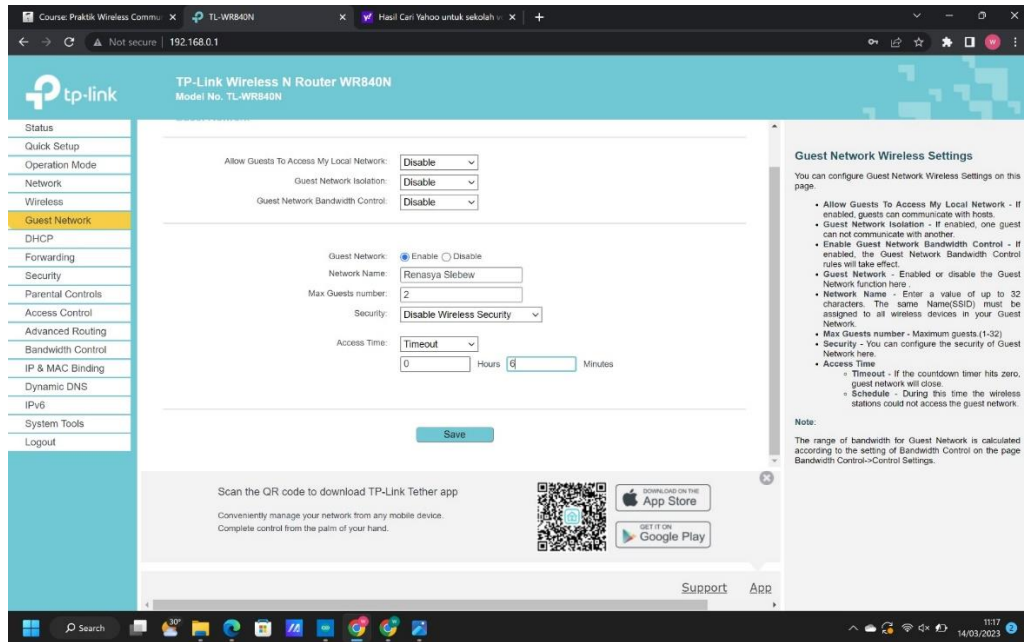 Course: Praktik Wireless Commu
TL-WR840N
Hasil Cari Yahoo untuk sekolah
Not secure 192.168.0.1
tp-link
TP-Link Wireless N Router WR840N
Model No. TL-WR840N
Status
Quick Setup
Operation Mode
Network
Wireless
Guest Network
DHCP
Forwarding
Security
Parental Controls
Access Control
Advanced Routing
Bandwidth Control
IP & MAC Binding
Dynamic DNS
IPv6
System Tools
Logout
Allow Guests To Access My Local Network: Disable
Guest Network Isolation: Disable
Guest Network Bandwidth Control: Disable
Guest Network: Enable Disable
Network Name: Renasya Slebew
Max Guests number: 2
Security: Disable Wireless Security
Access Time: Timeout
0 Hours 6 Minutes
Save
Guest Network Wireless Settings
You can configure Guest Network Wireless Settings on this
page.
• Allow Guests To Access My Local Network - If
enabled, guests can communicate with hosts.
• Guest Network Isolation - If enabled, one guest
can not communicate with another.
• Enable Guest Network Bandwidth Control - If
enabled, the Guest Network Bandwidth Control
rules will take effect.
• Guest Network - Enabled or disable the Guest
Network function here .
• Network Name - Enter a value of up to 32
characters. The same Name(SSID) must be
assigned to all wireless devices in your Guest
Network.
• Max Guests number - Maximum guests.(1-32)
• Security - You can configure the security of Guest
Network here.
• Access Time
Timeout - If the countdown timer hits zero,
guest network will close.
Schedule - During this time the wireless
stations could not access the guest network.
Note:
The range of bandwidth for Guest Network is calculated
according to the setting of Bandwidth Control on the page
Bandwidth Control->Control Settings.
Scan the QR code to download TP-Link Tether app
Conveniently manage your network from any mobile device.
Complete control from the palm of your hand.
DOWNLOAD ON THE
App Store
GET IT ON
Google Play
Support App
30°
Search
11:17
14/03/2023